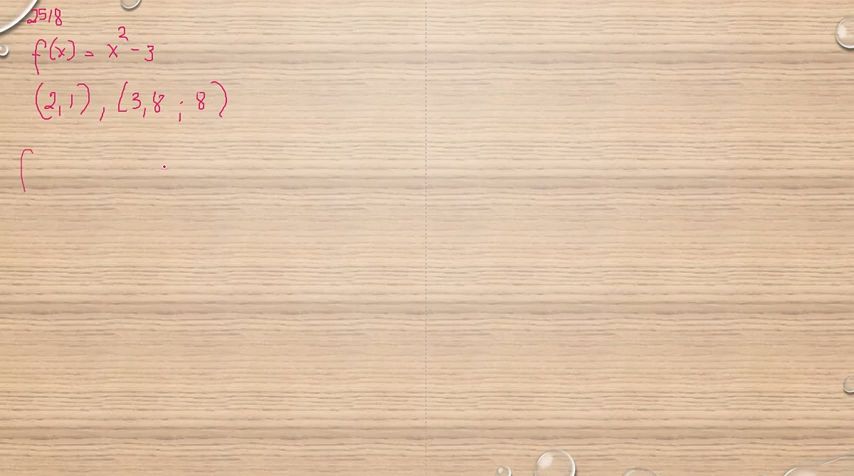 2518
f(x) = x² - 3
(2,1), (3,8 ; 8)